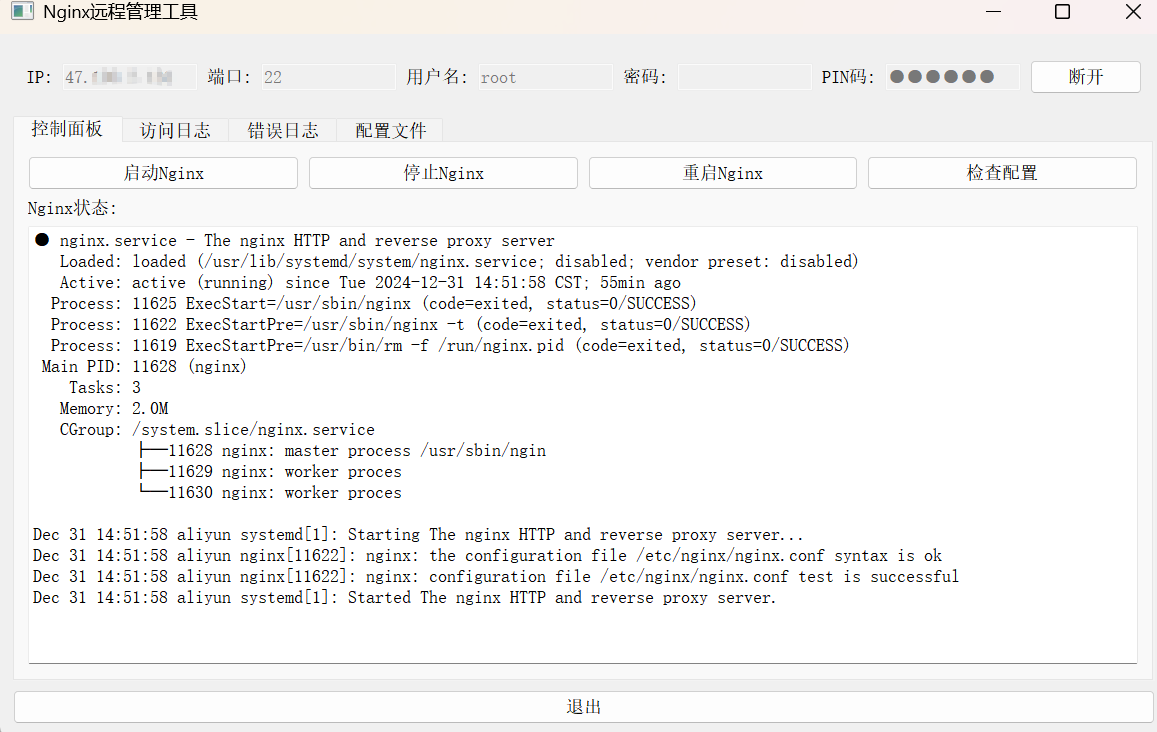 Nginx远程管理工具
IP: 47. 端口: 22 用户名: root 密码: PIN码: ●●●●●● 断开
控制面板 访问日志 错误日志 配置文件
启动Nginx 停止Nginx 重启Nginx 检查配置
Nginx状态:
● nginx.service - The nginx HTTP and reverse proxy server
Loaded: loaded (/usr/lib/systemd/system/nginx.service; disabled; vendor preset: disabled)
Active: active (running) since Tue 2024-12-31 14:51:58 CST; 55min ago
Process: 11625 ExecStart=/usr/sbin/nginx (code=exited, status=0/SUCCESS)
Process: 11622 ExecStartPre=/usr/sbin/nginx -t (code=exited, status=0/SUCCESS)
Process: 11619 ExecStartPre=/usr/bin/rm -f /run/nginx.pid (code=exited, status=0/SUCCESS)
Main PID: 11628 (nginx)
Tasks: 3
Memory: 2.0M
CGroup: /system.slice/nginx.service
├──11628 nginx: master process /usr/sbin/ngin
├──11629 nginx: worker proces
└──11630 nginx: worker proces
Dec 31 14:51:58 aliyun systemd[1]: Starting The nginx HTTP and reverse proxy server...
Dec 31 14:51:58 aliyun nginx[11622]: nginx: the configuration file /etc/nginx/nginx.conf syntax is ok
Dec 31 14:51:58 aliyun nginx[11622]: nginx: configuration file /etc/nginx/nginx.conf test is successful
Dec 31 14:51:58 aliyun systemd[1]: Started The nginx HTTP and reverse proxy server.
退出